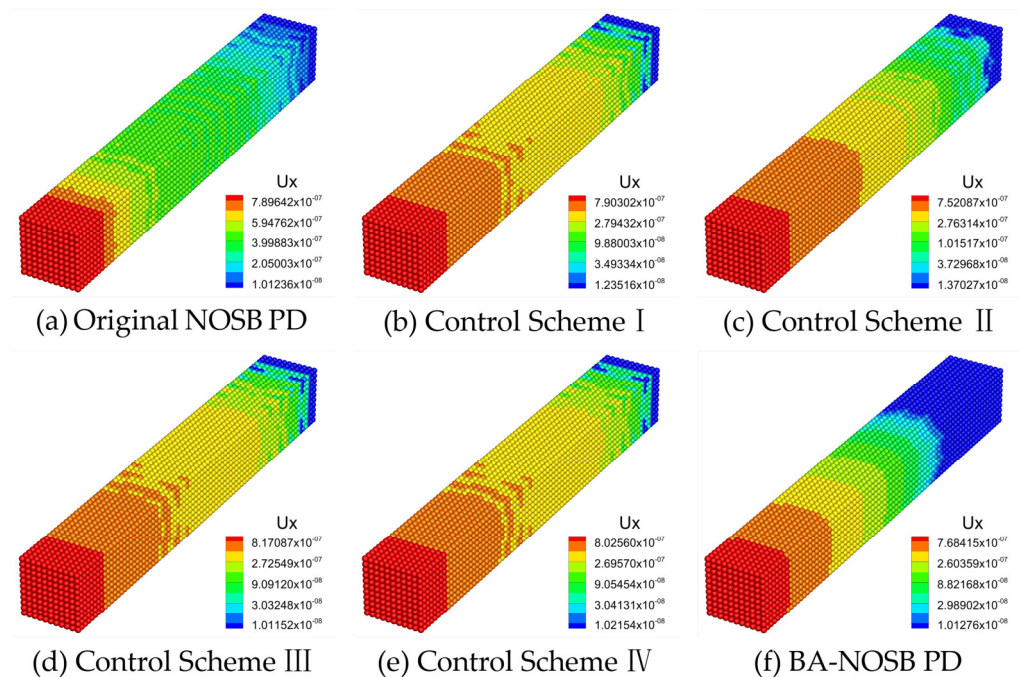 Ux
7.89642x10⁻⁰⁷
5.94762x10⁻⁰⁷
3.99883x10⁻⁰⁷
2.05003x10⁻⁰⁷
1.01236x10⁻⁰⁸
(a) Original NOSB PD
Ux
7.90302x10⁻⁰⁷
2.79432x10⁻⁰⁷
9.88003x10⁻⁰⁸
3.49334x10⁻⁰⁸
1.23516x10⁻⁰⁸
(b) Control Scheme Ⅰ
Ux
7.52087x10⁻⁰⁷
2.76314x10⁻⁰⁷
1.01517x10⁻⁰⁷
3.72968x10⁻⁰⁸
1.37027x10⁻⁰⁸
(c) Control Scheme Ⅱ
Ux
8.17087x10⁻⁰⁷
2.72549x10⁻⁰⁷
9.09120x10⁻⁰⁸
3.03248x10⁻⁰⁸
1.01152x10⁻⁰⁸
(d) Control Scheme Ⅲ
Ux
8.02560x10⁻⁰⁷
2.69570x10⁻⁰⁷
9.05454x10⁻⁰⁸
3.04131x10⁻⁰⁸
1.02154x10⁻⁰⁸
(e) Control Scheme Ⅳ
Ux
7.68415x10⁻⁰⁷
2.60359x10⁻⁰⁷
8.82168x10⁻⁰⁸
2.98902x10⁻⁰⁸
1.01276x10⁻⁰⁸
(f) BA-NOSB PD